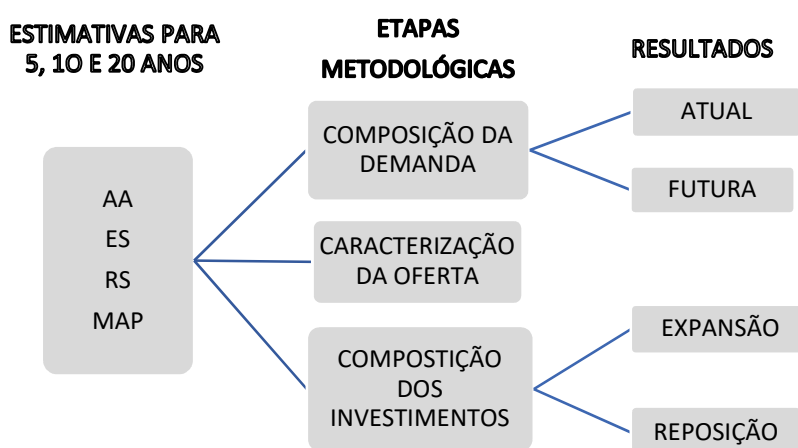 ESTIMATIVAS PARA
5, 1O E 20 ANOS
ETAPAS
METODOLÓGICAS
RESULTADOS
AA
ES
RS
MAP
COMPOSIÇÃO DA
DEMANDA
CARACTERIZAÇÃO
DA OFERTA
COMPOSTIÇÃO
DOS
INVESTIMENTOS
ATUAL
FUTURA
EXPANSÃO
REPOSIÇÃO